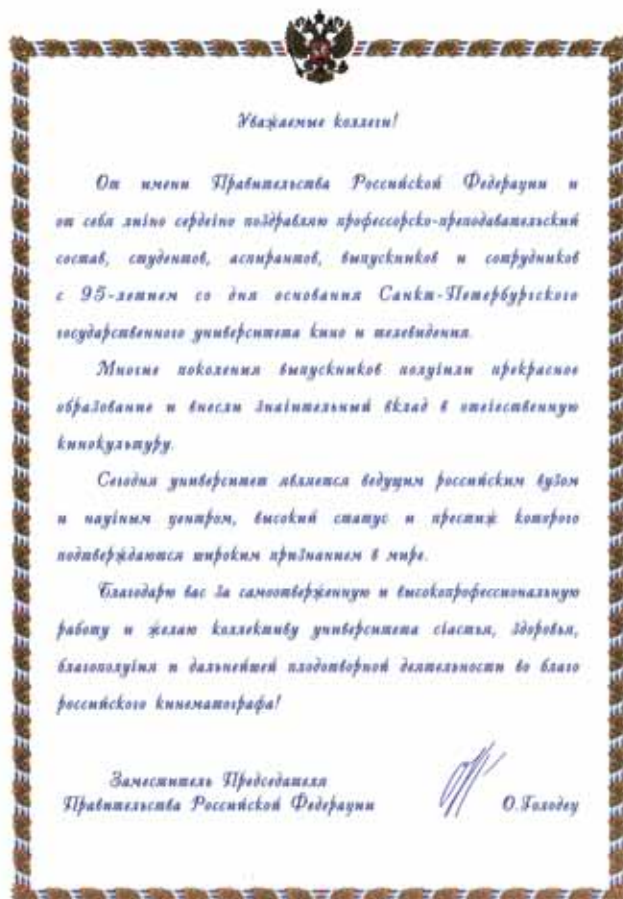 Уважаемые коллеги!
От имени Правительства Российской Федерации и
от себя лично сердечно поздравляю профессорско-преподавательский
состав, студентов, аспирантов, выпускников и сотрудников
с 95-летием со дня основания Санкт-Петербургского
государственного университета кино и телевидения.
Многие поколения выпускников получили прекрасное
образование и внесли значительный вклад в отечественную
кинокультуру.
Сегодня университет является ведущим российским вузом
и научным центром, высокий статус и престиж которого
подтверждаются широким признанием в мире.
Благодарю вас за самоотверженную и высокопрофессиональную
работу и желаю коллективу университета счастья, здоровья,
благополучия и дальнейшей плодотворной деятельности во благо
российского кинематографа!
Заместитель Председателя
Правительства Российской Федерации
О.Голодец